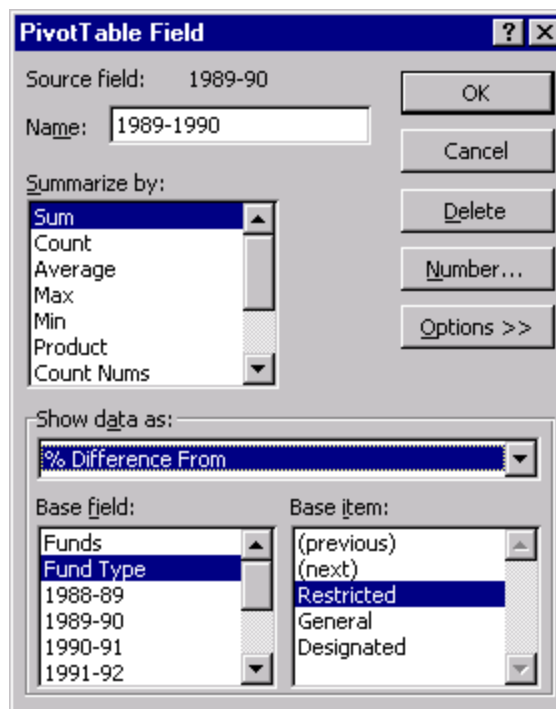 PivotTable Field
? X
Source field: 1989-90
OK
Name: 1989-1990
Cancel
Summarize by:
Sum
Delete
Count
Average
Number...
Max
Min
Options >>
Product
Count Nums
Show data as:
% Difference From
Base field:
Base item:
Funds
Fund Type
1988-89
1989-90
1990-91
1991-92
(previous)
(next)
Restricted
General
Designated